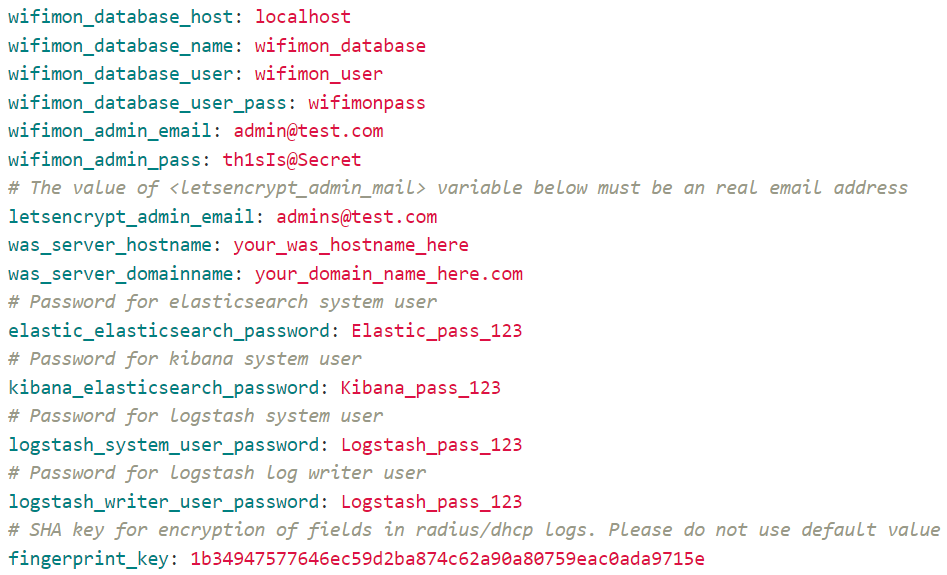 wifimon_database_host: localhost
wifimon_database_name: wifimon_database
wifimon_database_user: wifimon_user
wifimon_database_user_pass: wifimonpass
wifimon_admin_email: admin@test.com
wifimon_admin_pass: th1sIs@Secret
# The value of <letsencrypt_admin_mail> variable below must be an real email address
letsencrypt_admin_email: admins@test.com
was_server_hostname: your_was_hostname_here
was_server_domainname: your_domain_name_here.com
# Password for elasticsearch system user
elastic_elasticsearch_password: Elastic_pass_123
# Password for kibana system user
kibana_elasticsearch_password: Kibana_pass_123
# Password for logstash system user
logstash_system_user_password: Logstash_pass_123
# Password for logstash log writer user
logstash_writer_user_password: Logstash_pass_123
# SHA key for encryption of fields in radius/dhcp logs. Please do not use default value
fingerprint_key: 1b34947577646ec59d2ba874c62a90a80759eac0ada9715e